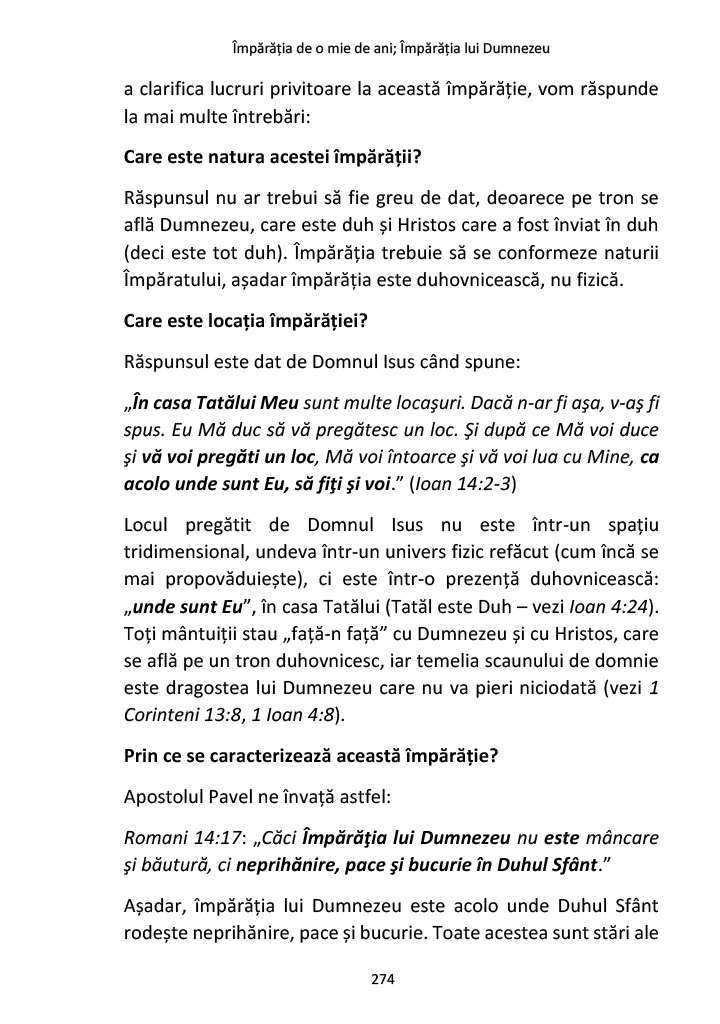 Împărăția de o mie de ani; Împărăția lui Dumnezeu
a clarifica lucruri privitoare la această împărăție, vom răspunde
la mai multe întrebări:
Care este natura acestei împărății?
Răspunsul nu ar trebui să fie greu de dat, deoarece pe tron se
află Dumnezeu, care este duh și Hristos care a fost înviat în duh
(deci este tot duh). Împărăția trebuie să se conformeze naturii
Împăratului, așadar împărăția este duhovnicească, nu fizică.
Care este locația împărăției?
Răspunsul este dat de Domnul Isus când spune:
„În casa Tatălui Meu sunt multe locaşuri. Dacă n-ar fi aşa, v-aş fi
spus. Eu Mă duc să vă pregătesc un loc. Şi după ce Mă voi duce
şi vă voi pregăti un loc, Mă voi întoarce şi vă voi lua cu Mine, ca
acolo unde sunt Eu, să fiţi şi voi.” (Ioan 14:2-3)
Locul pregătit de Domnul Isus nu este într-un spațiu
tridimensional, undeva într-un univers fizic refăcut (cum încă se
mai propovăduiește), ci este într-o prezență duhovnicească:
„unde sunt Eu”, în casa Tatălui (Tatăl este Duh – vezi Ioan 4:24).
Toți mântuiții stau „față-n față” cu Dumnezeu și cu Hristos, care
se află pe un tron duhovnicesc, iar temelia scaunului de domnie
este dragostea lui Dumnezeu care nu va pieri niciodată (vezi 1
Corinteni 13:8, 1 Ioan 4:8).
Prin ce se caracterizează această împărăție?
Apostolul Pavel ne învață astfel:
Romani 14:17: „Căci Împărăţia lui Dumnezeu nu este mâncare
şi băutură, ci neprihănire, pace şi bucurie în Duhul Sfânt.”
Așadar, împărăția lui Dumnezeu este acolo unde Duhul Sfânt
rodește neprihănire, pace și bucurie. Toate acestea sunt stări ale
274